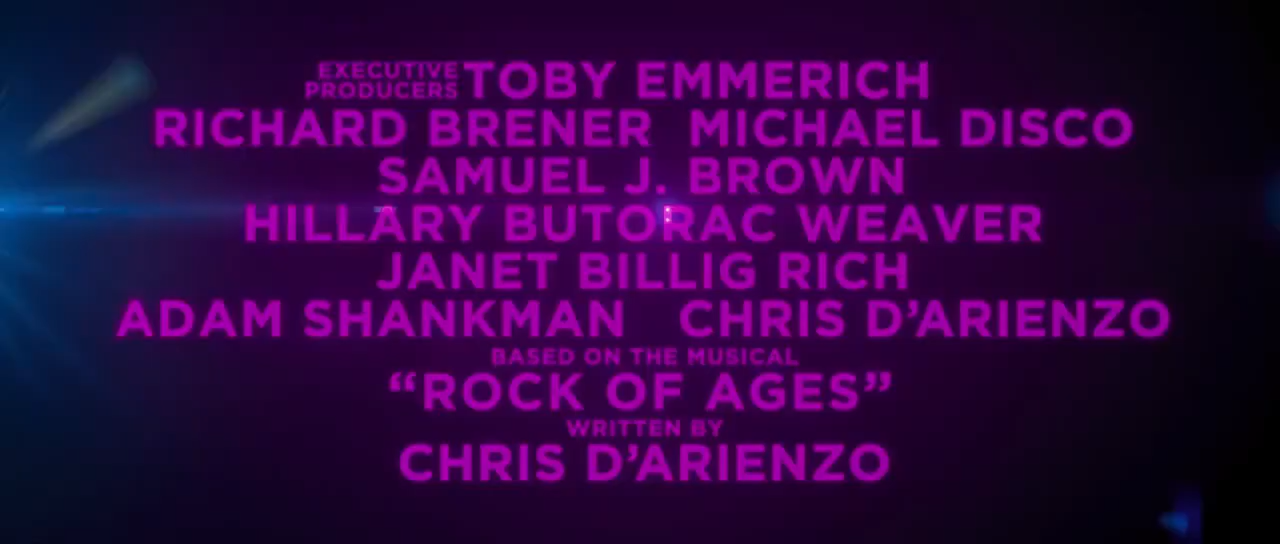 EXECUTIVE PRODUCERS TOBY EMMERICH
RICHARD BRENER MICHAEL DISCO
SAMUEL J. BROWN
HILLARY BUTORAC WEAVER
JANET BILLIG RICH
ADAM SHANKMAN CHRIS D’ARIENZO
BASED ON THE MUSICAL
“ROCK OF AGES”
WRITTEN BY
CHRIS D’ARIENZO